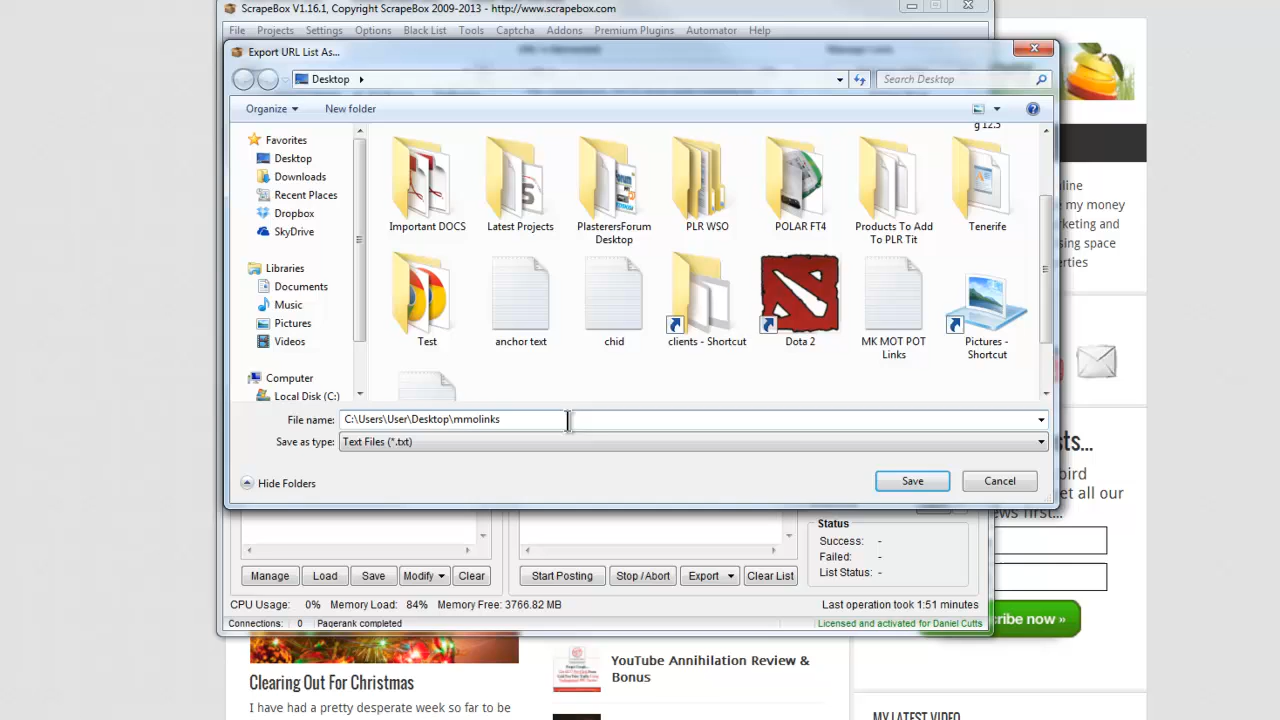 ScrapeBox V1.16.1, Copyright ScrapeBox 2009-2013 - http://www.scrapebox.com
File Projects Settings Options Black List Tools Captcha Addons Premium Plugins Automator Help
Export URL List As...
Desktop
Search Desktop
Organize New folder
Favorites
Desktop
Downloads
Recent Places
Dropbox
SkyDrive
Libraries
Documents
Music
Pictures
Videos
Computer
Local Disk (C:)
g 12.5
Important DOCS
Latest Projects
PlasterersForum
Desktop
PLR WSO
POLAR FT4
Products To Add
To PLR Tit
Tenerife
Test
anchor text
chid
clients - Shortcut
Dota 2
MK MOT POT
Links
Pictures -
Shortcut
File name: C:\Users\User\Desktop\mmolinks
Save as type: Text Files (*.txt)
Hide Folders
Save
Cancel
Status
Success: -
Failed: -
List Status: -
Manage Load Save Modify Clear
Start Posting Stop / Abort Export Clear List
CPU Usage: 0% Memory Load: 84% Memory Free: 3766.82 MB
Last operation took 1:51 minutes
Connections: 0 Pagerank completed
Licensed and activated for Daniel Cutts
nline
e my money
keting and
sing space
erties
sts...
bird
et all our
news first...
cribe now »
Clearing Out For Christmas
I have had a pretty desperate week so far to be
YouTube Annihilation Review &
Bonus
MY LATEST VIDEO